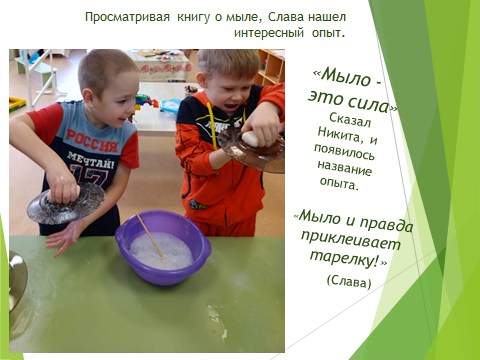 Просматривая книгу о мыле, Слава нашел
интересный опыт.
«Мыло -
это сила»
Сказал
Никита, и
появилось
название
опыта.
«Мыло и правда
приклеивает
тарелку!»
(Слава)
РОССИЯ
МЕЧТАЙ!
17